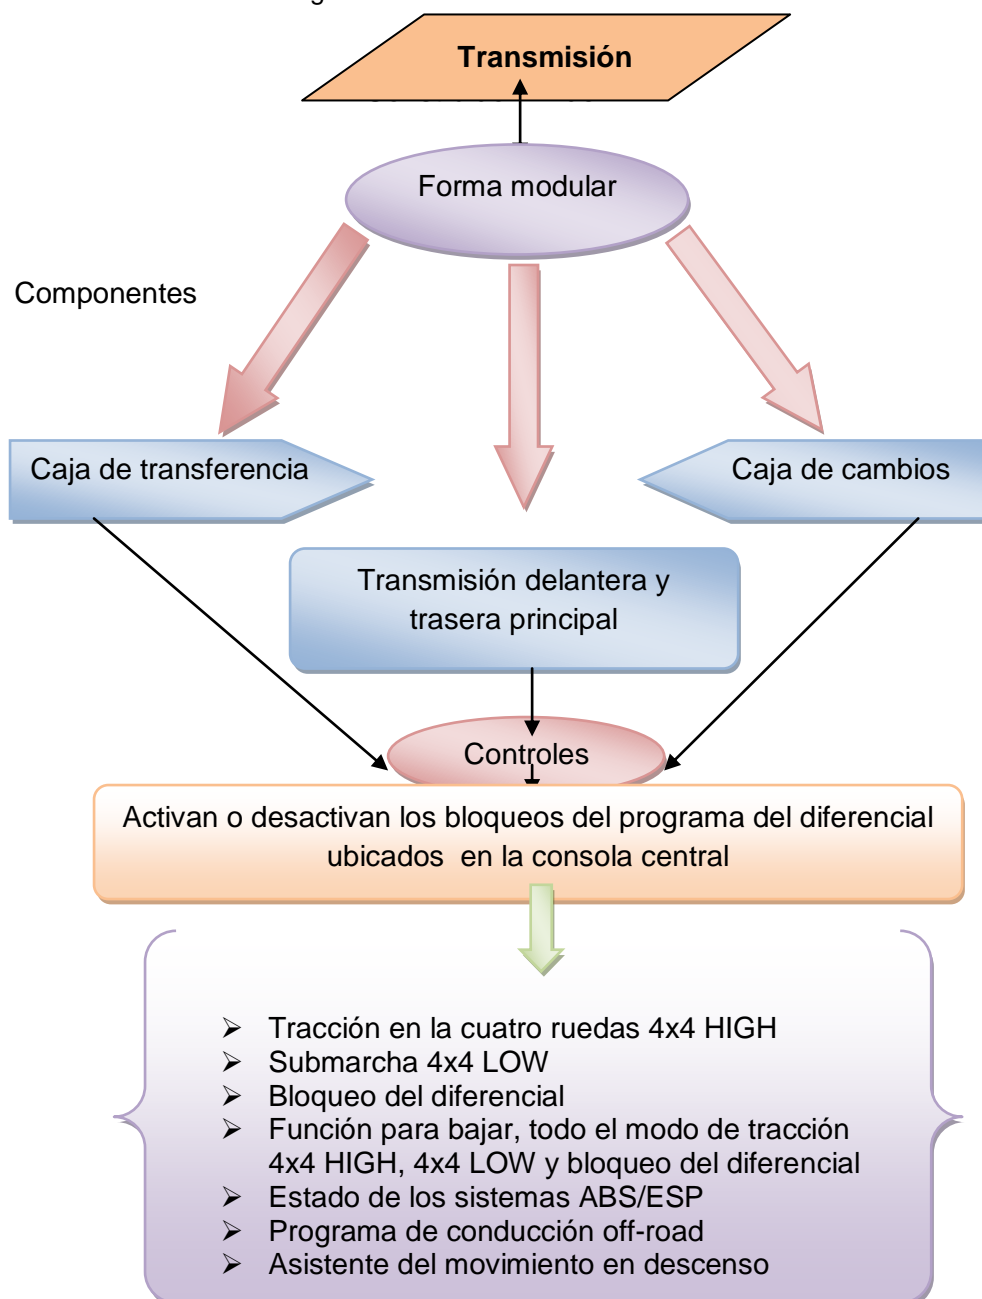 Transmisión
Forma modular
Componentes
Caja de transferencia
Caja de cambios
Transmisión delantera y
trasera principal
Controles
Activan o desactivan los bloqueos del programa del diferencial
ubicados en la consola central
➢ Tracción en la cuatro ruedas 4x4 HIGH
➢ Submarcha 4x4 LOW
➢ Bloqueo del diferencial
➢ Función para bajar, todo el modo de tracción
4x4 HIGH, 4x4 LOW y bloqueo del diferencial
➢ Estado de los sistemas ABS/ESP
➢ Programa de conducción off-road
➢ Asistente del movimiento en descenso